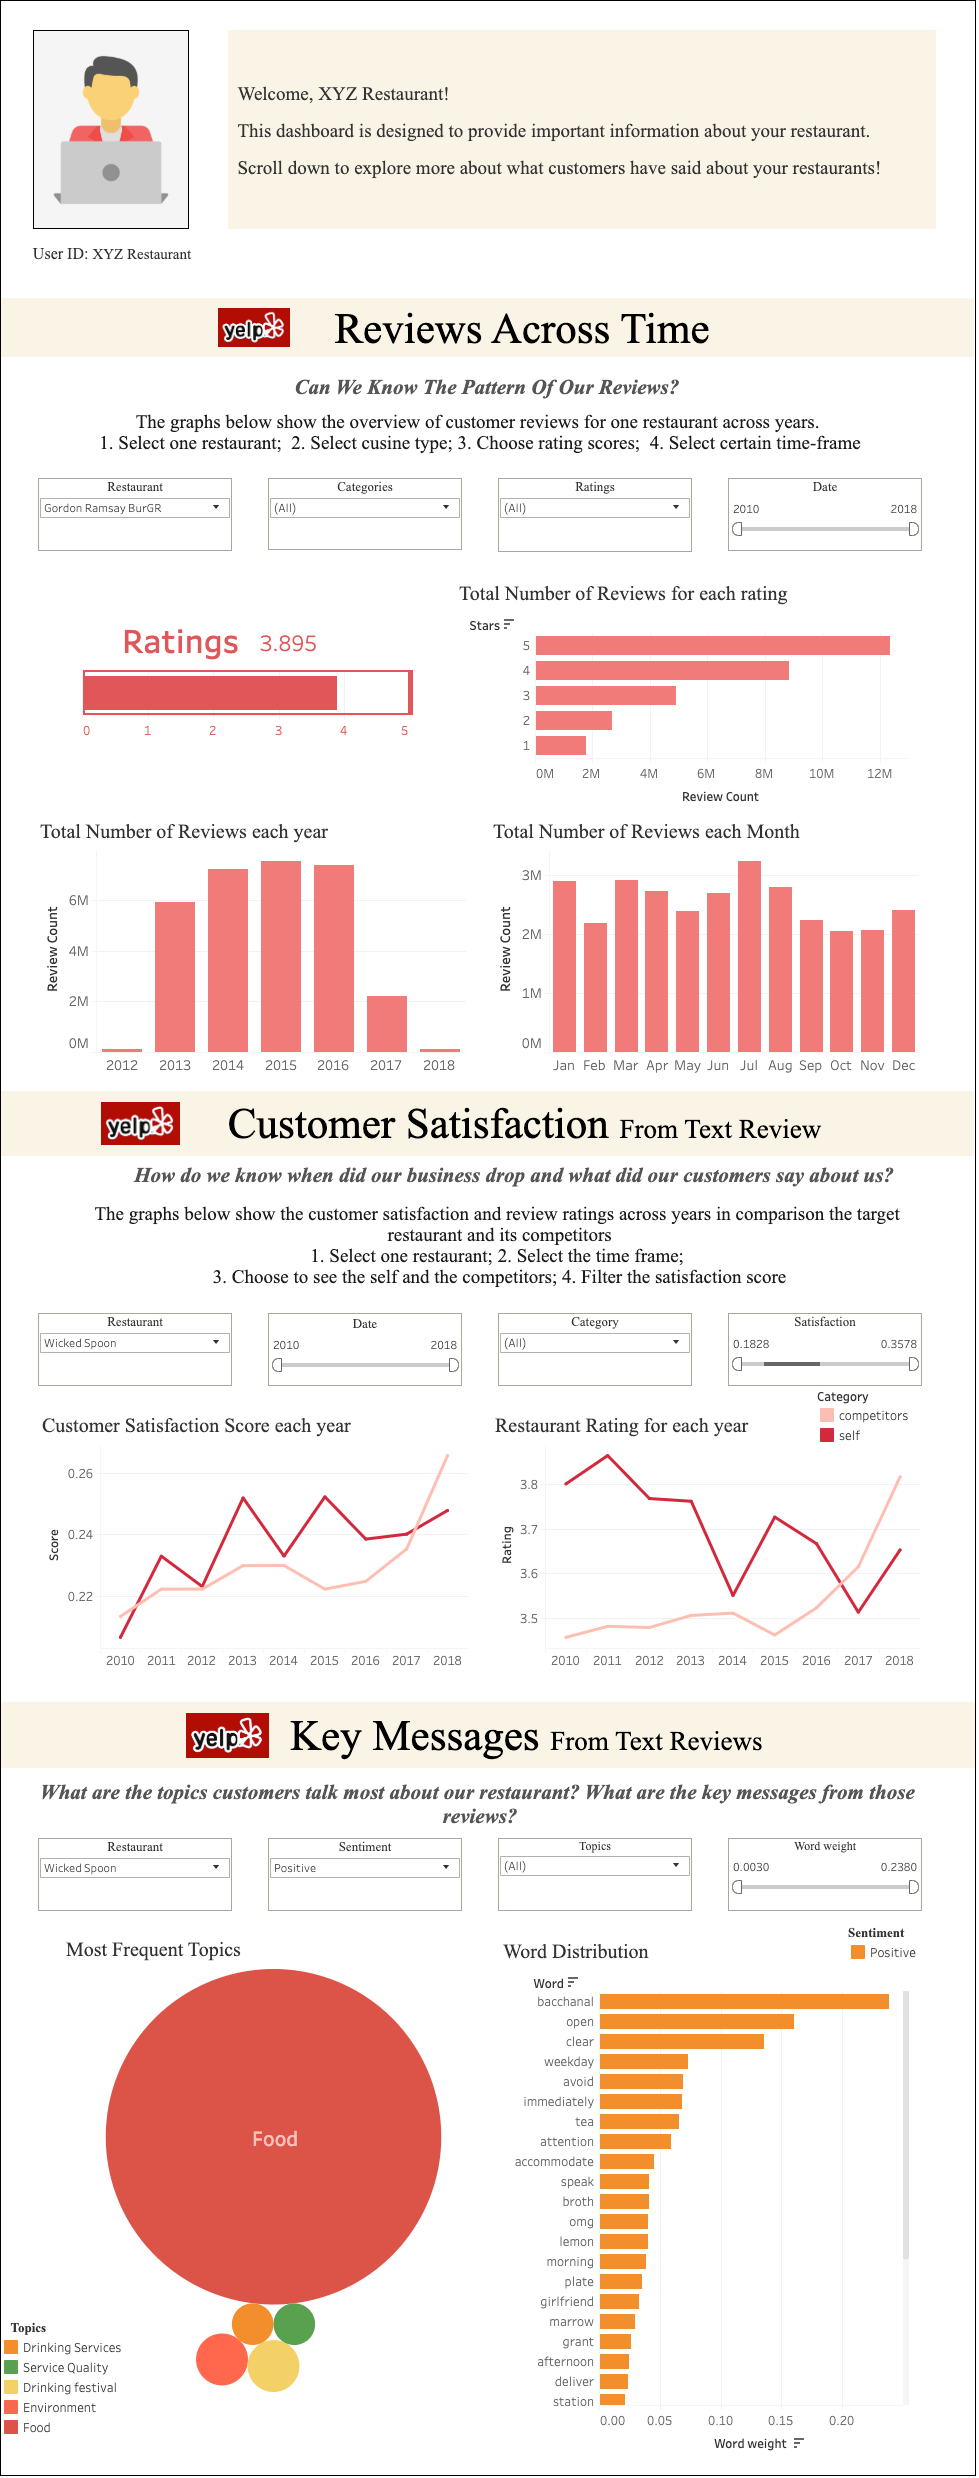 Welcome, XYZ Restaurant!
This dashboard is designed to provide important information about your restaurant.
Scroll down to explore more about what customers have said about your restaurants!
User ID: XYZ Restaurant
yelp
Reviews Across Time
Can We Know The Pattern Of Our Reviews?
The graphs below show the overview of customer reviews for one restaurant across years.
1. Select one restaurant; 2. Select cusine type; 3. Choose rating scores; 4. Select certain time-frame
Restaurant
Gordon Ramsay BurGR
Categories
(All)
Ratings
(All)
Date
2010 2018
Ratings 3.895
0 1 2 3 4 5
Total Number of Reviews for each rating
Stars
5
4
3
2
1
0M 2M 4M 6M 8M 10M 12M
Review Count
Total Number of Reviews each year
Review Count
6M
4M
2M
0M
2012 2013 2014 2015 2016 2017 2018
Total Number of Reviews each Month
Review Count
3M
2M
1M
0M
Jan Feb Mar Apr May Jun Jul Aug Sep Oct Nov Dec
yelp
Customer Satisfaction From Text Review
How do we know when did our business drop and what did our customers say about us?
The graphs below show the customer satisfaction and review ratings across years in comparison the target
restaurant and its competitors
1. Select one restaurant; 2. Select the time frame;
3. Choose to see the self and the competitors; 4. Filter the satisfaction score
Restaurant
Wicked Spoon
Date
2010 2018
Category
(All)
Satisfaction
0.1828 0.3578
Category
competitors
self
Customer Satisfaction Score each year
Score
0.26
0.24
0.22
2010 2011 2012 2013 2014 2015 2016 2017 2018
Restaurant Rating for each year
Rating
3.8
3.7
3.6
3.5
2010 2011 2012 2013 2014 2015 2016 2017 2018
yelp
Key Messages From Text Reviews
What are the topics customers talk most about our restaurant? What are the key messages from those
reviews?
Restaurant
Wicked Spoon
Sentiment
Positive
Topics
(All)
Word weight
0.0030 0.2380
Most Frequent Topics
Food
Topics
Drinking Services
Service Quality
Drinking festival
Environment
Food
Sentiment
Positive
Word Distribution
Word
bacchanal
open
clear
weekday
avoid
immediately
tea
attention
accommodate
speak
broth
omg
lemon
morning
plate
girlfriend
marrow
grant
afternoon
deliver
station
0.00 0.05 0.10 0.15 0.20
Word weight